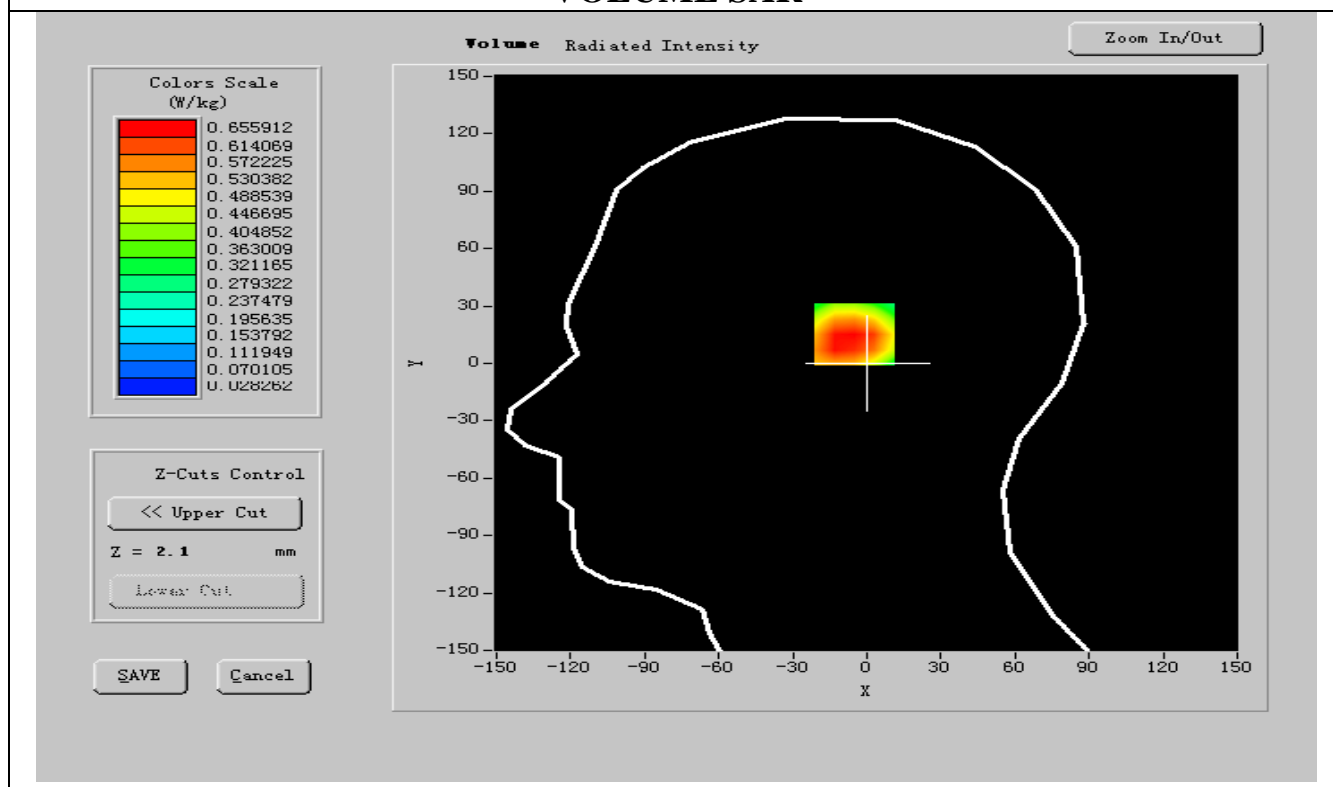 VOLUME SAR
Volume Radiated Intensity
Zoom In/Out
Colors Scale
(W/kg)
0.655912
0.614069
0.572225
0.530382
0.488539
0.446695
0.404852
0.363009
0.321165
0.279322
0.237479
0.195635
0.153792
0.111949
0.070105
0.028262
Z-Cuts Control
<< Upper Cut
Z = 2.1 mm
Lower Cut
SAVE
Cancel
150
120
90
60
30
0
-30
-60
-90
-120
-150
Y
-150 -120 -90 -60 -30 0 30 60 90 120 150
X